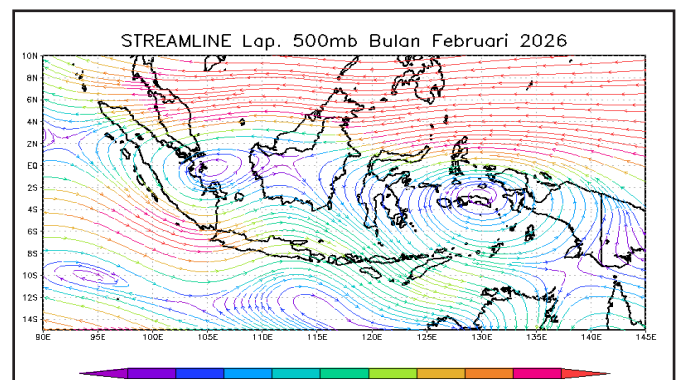 STREAMLINE Lap. 500mb Bulan Februari 2026
10N
8N
6N
4N
2N
EQ
2S
4S
6S
8S
10S
12S
14S
90E 95E 100E 105E 110E 115E 120E 125E 130E 135E 140E 145E